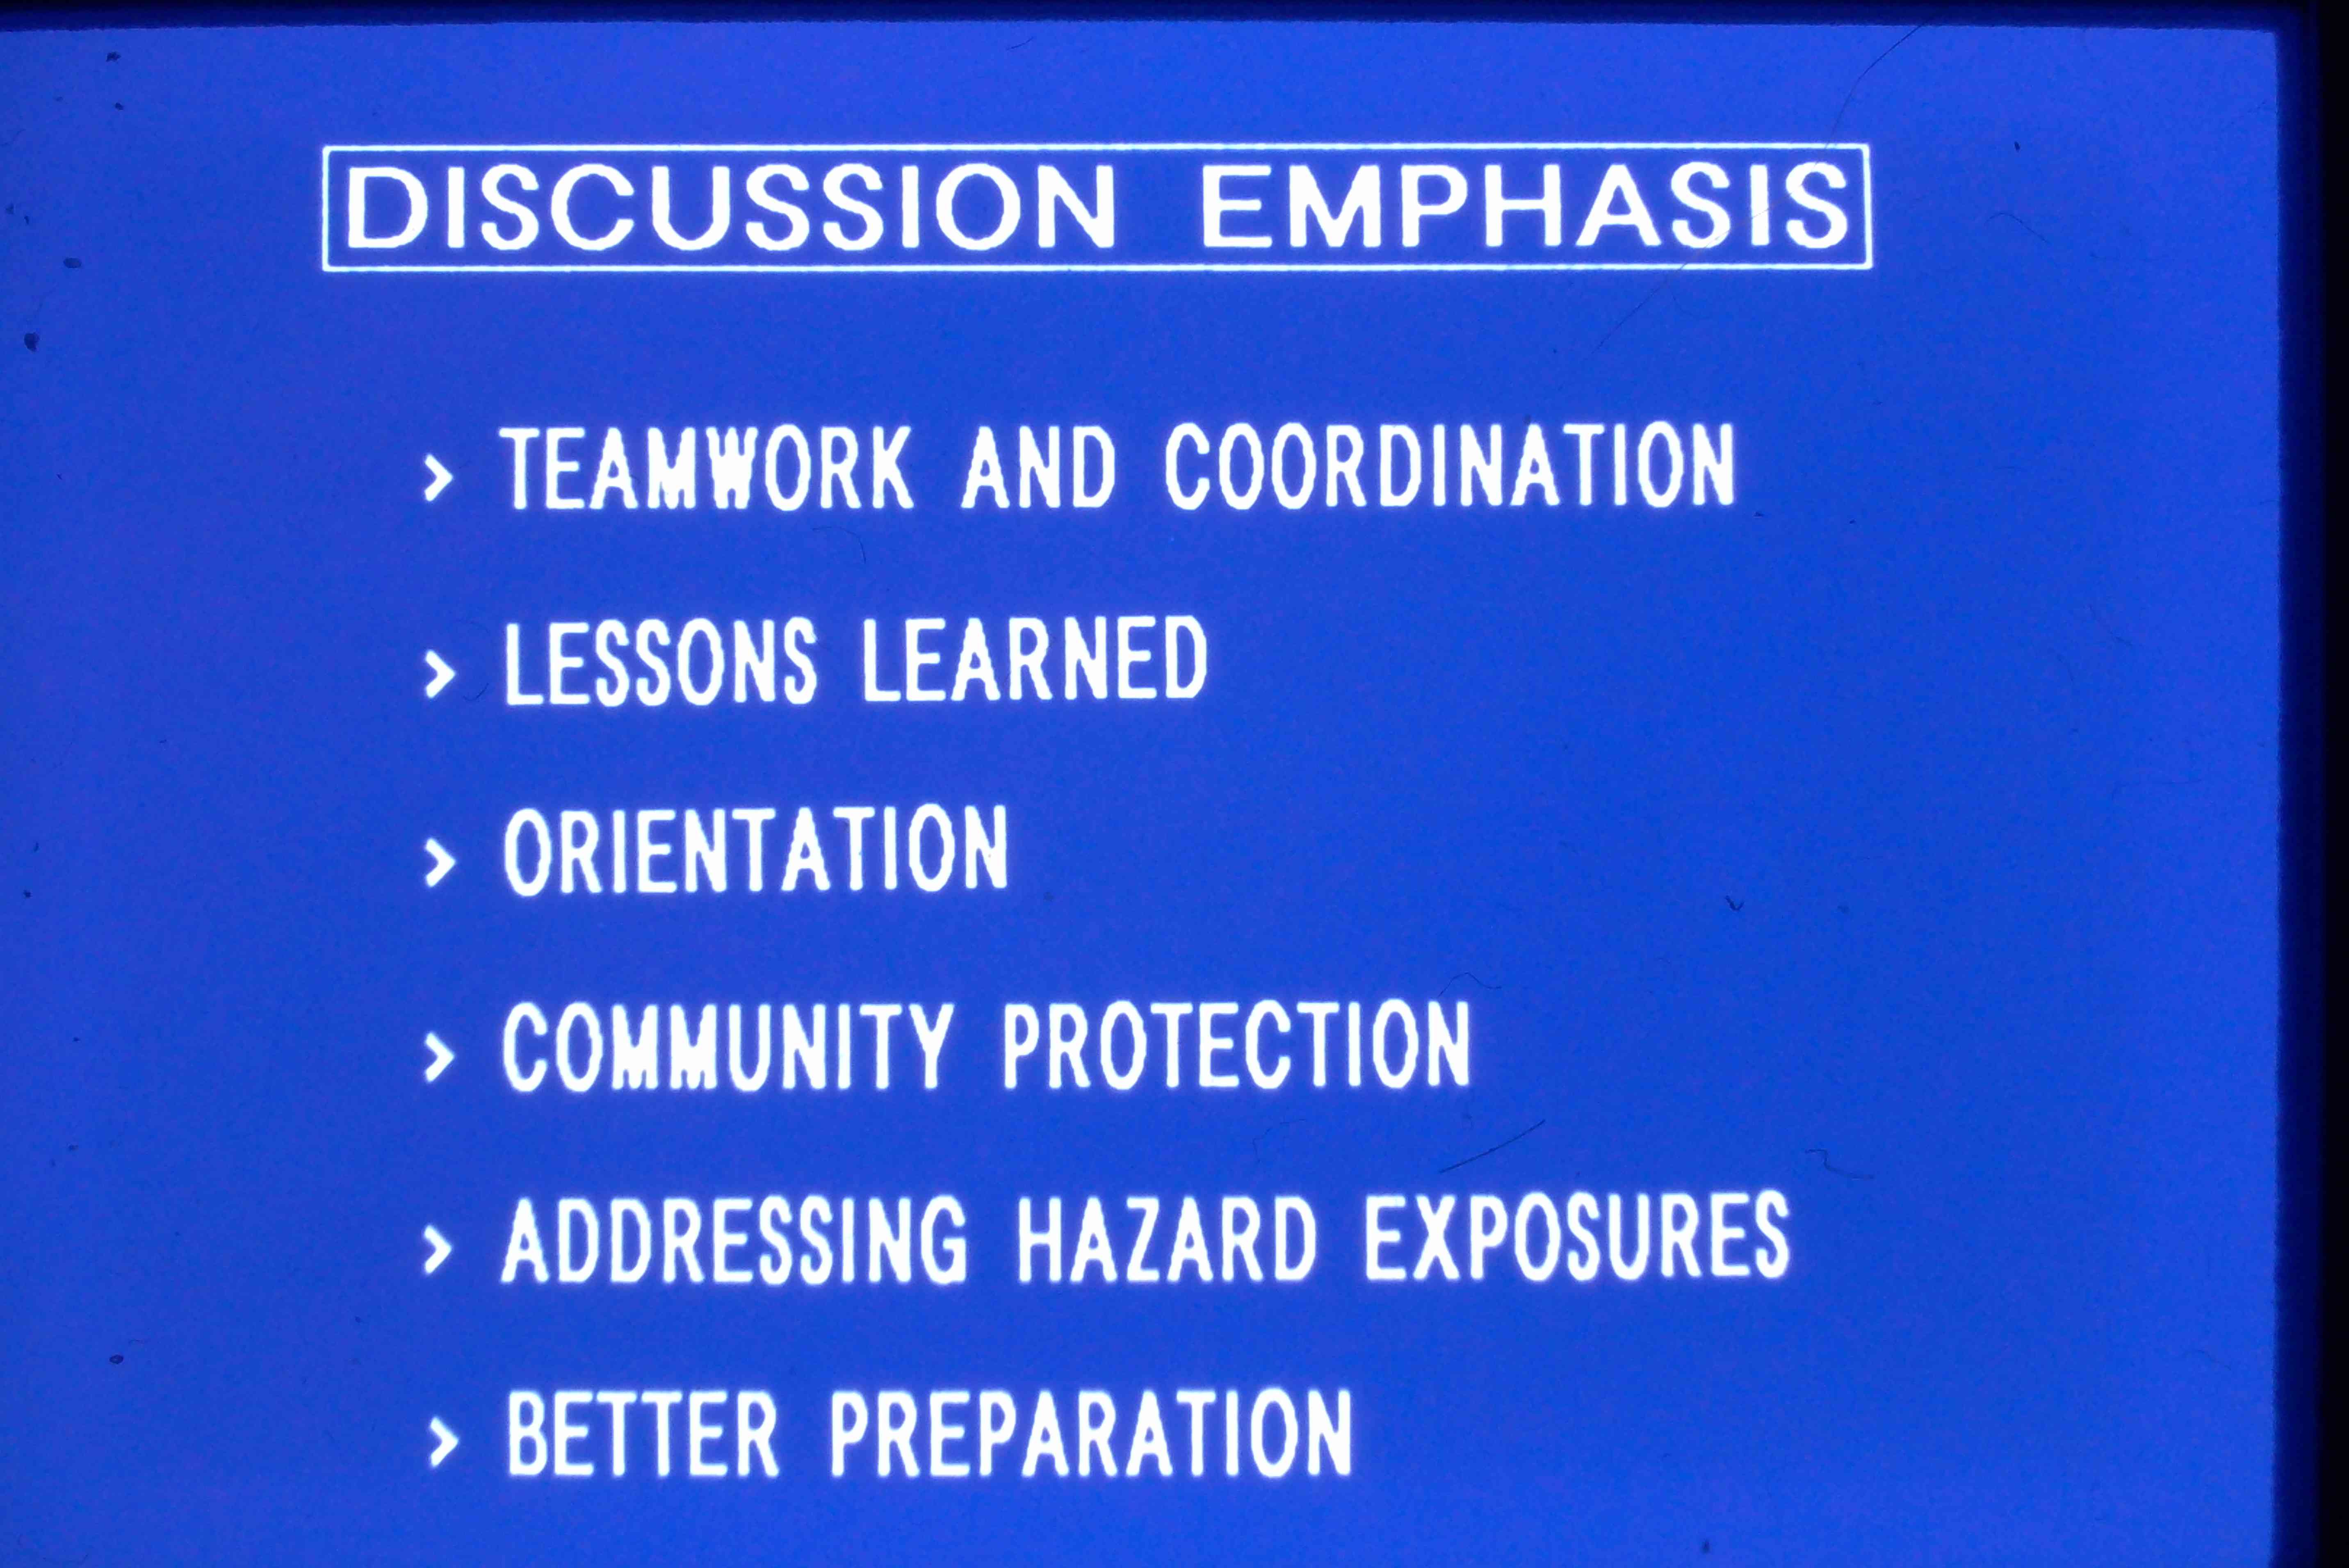 DISCUSSION EMPHASIS
> TEAMWORK AND COORDINATION
> LESSONS LEARNED
> ORIENTATION
> COMMUNITY PROTECTION
> ADDRESSING HAZARD EXPOSURES
> BETTER PREPARATION